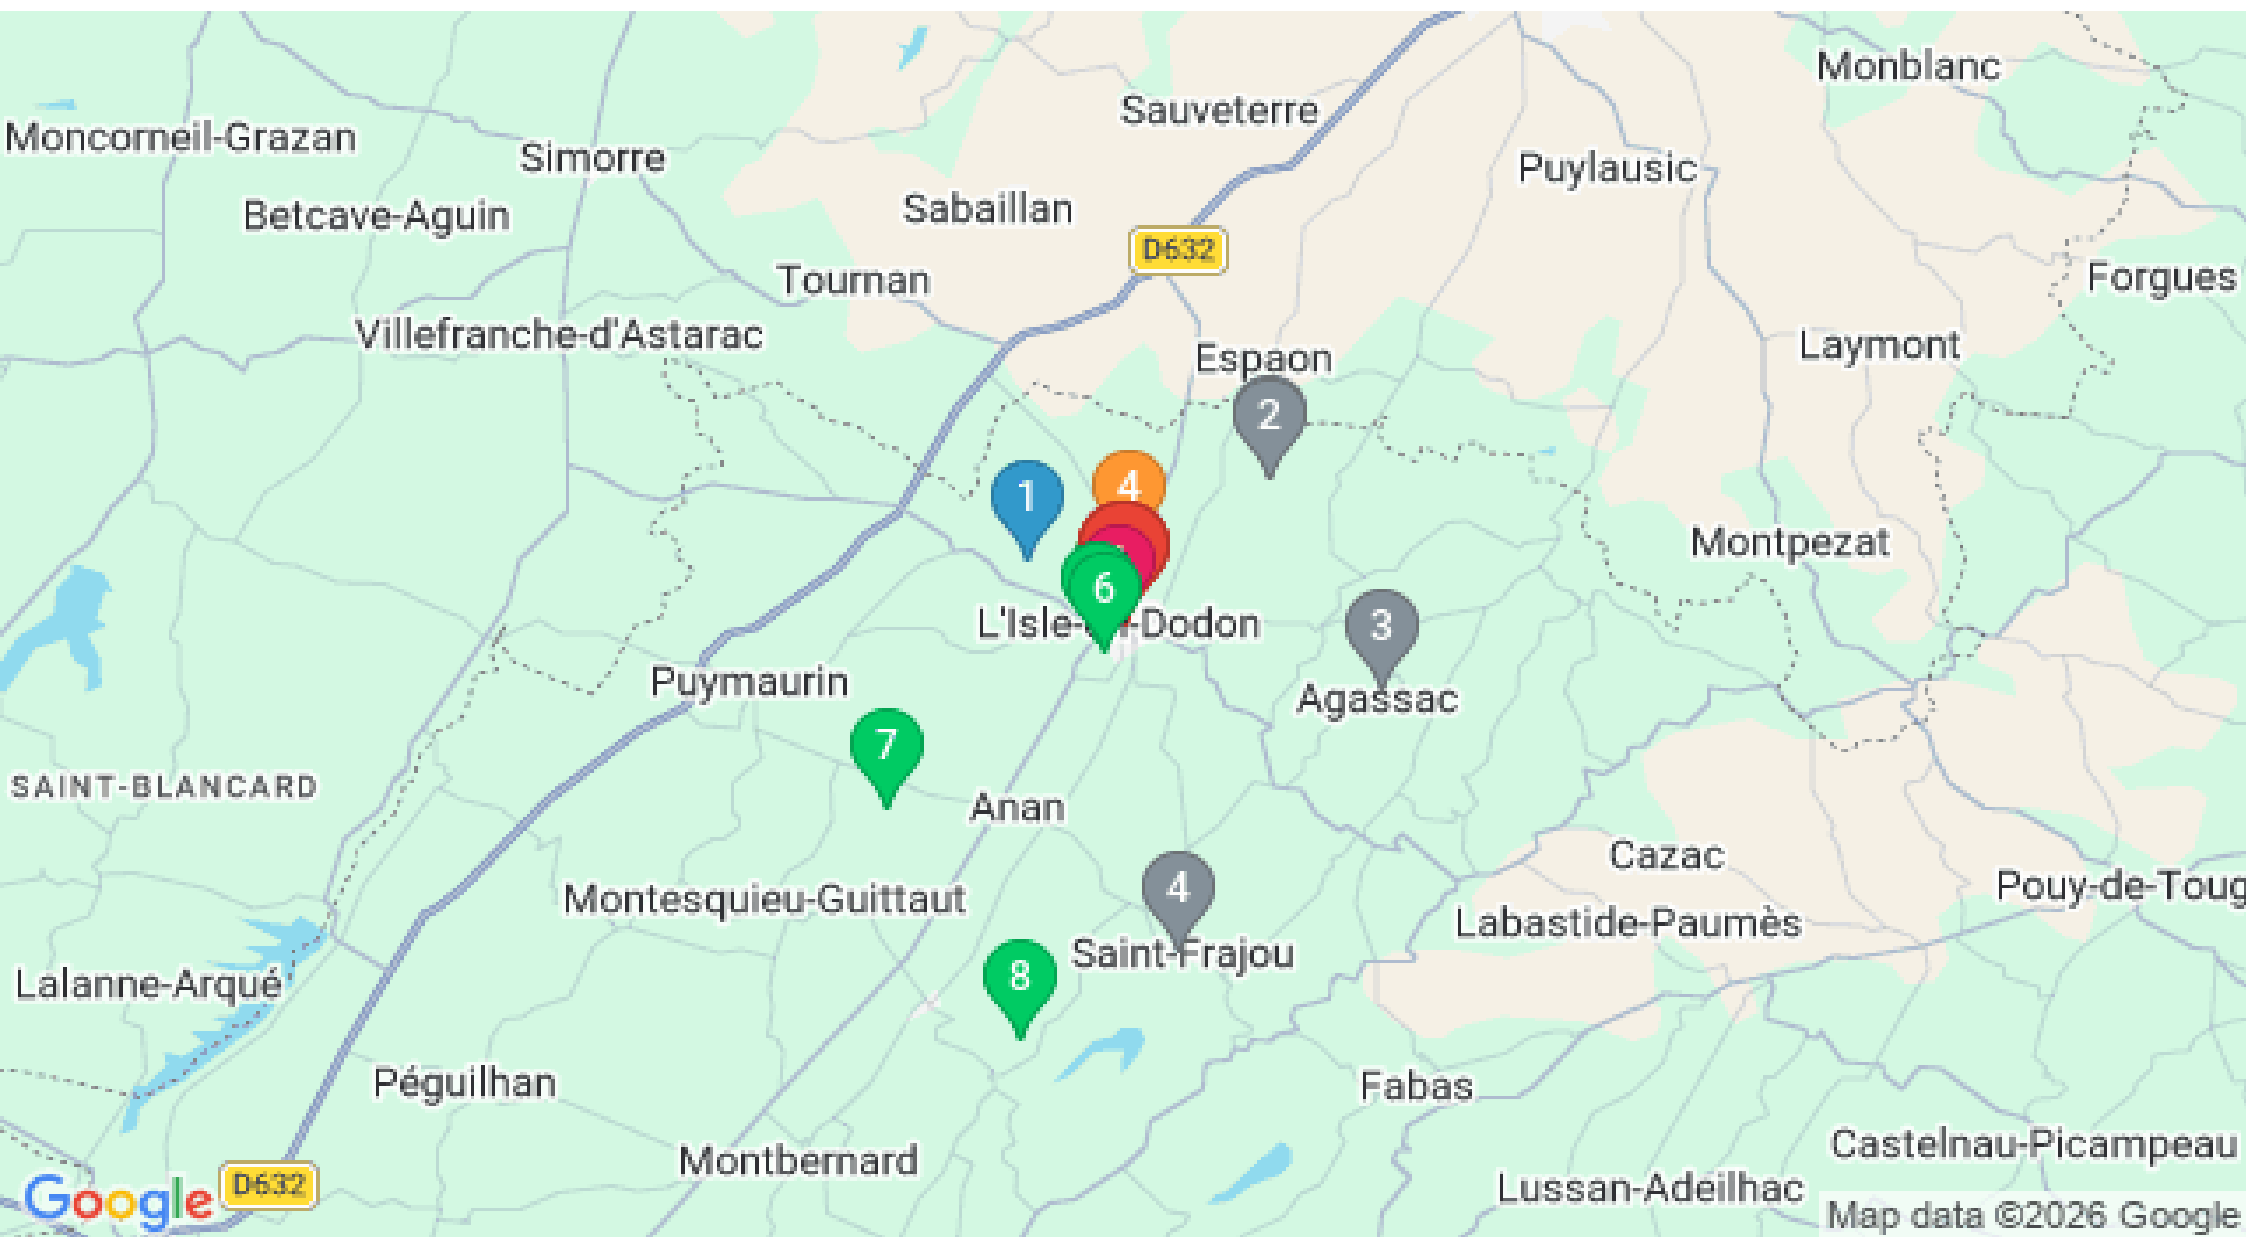 Monblanc
Sauveterre
Moncorneil-Grazan
Simorre
Puylausic
Betcave-Aguin
Sabaillan
D632
Tournan
Forgues
Villefranche-d'Astarac
Laymont
Espaon
2
4
1
Montpezat
6
L'Isle-
-Dodon
3
Puymaurin
Agassac
7
SAINT-BLANCARD
Anan
Cazac
4
Pouy-de-Toug
Montesquieu-Guittaut
Labastide-Paumès
Saint-Frajou
8
Lalanne-Arqué
Péguilhan
Fabas
Castelnau-Picampeau
Montbernard
D632
Lussan-Adeilhac
Google
Map data ©2026 Google